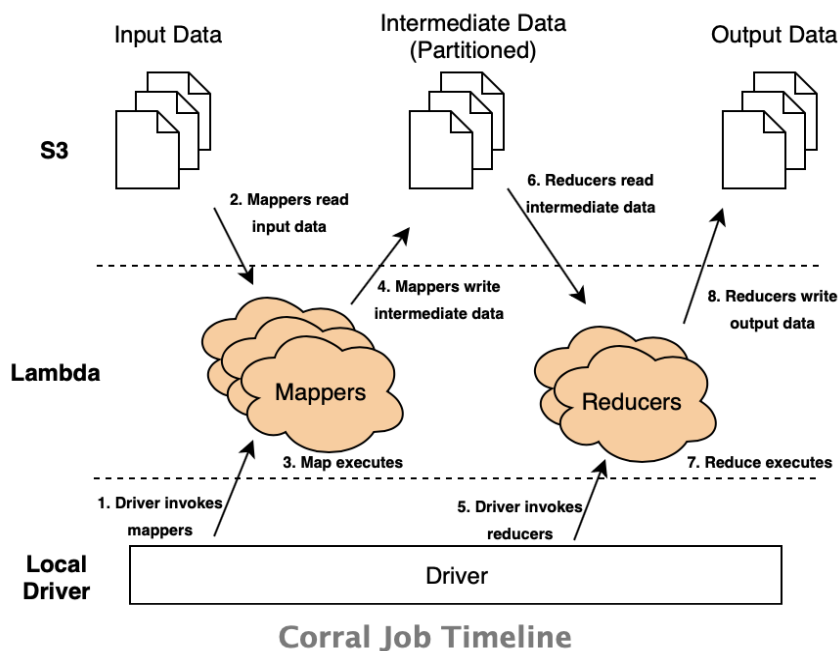 Input Data
Intermediate Data
(Partitioned)
Output Data
S3
2. Mappers read
input data
6. Reducers read
intermediate data
4. Mappers write
intermediate data
8. Reducers write
output data
Lambda
Mappers
Reducers
3. Map executes
7. Reduce executes
1. Driver invokes
mappers
5. Driver invokes
reducers
Local
Driver
Driver
Corral Job Timeline